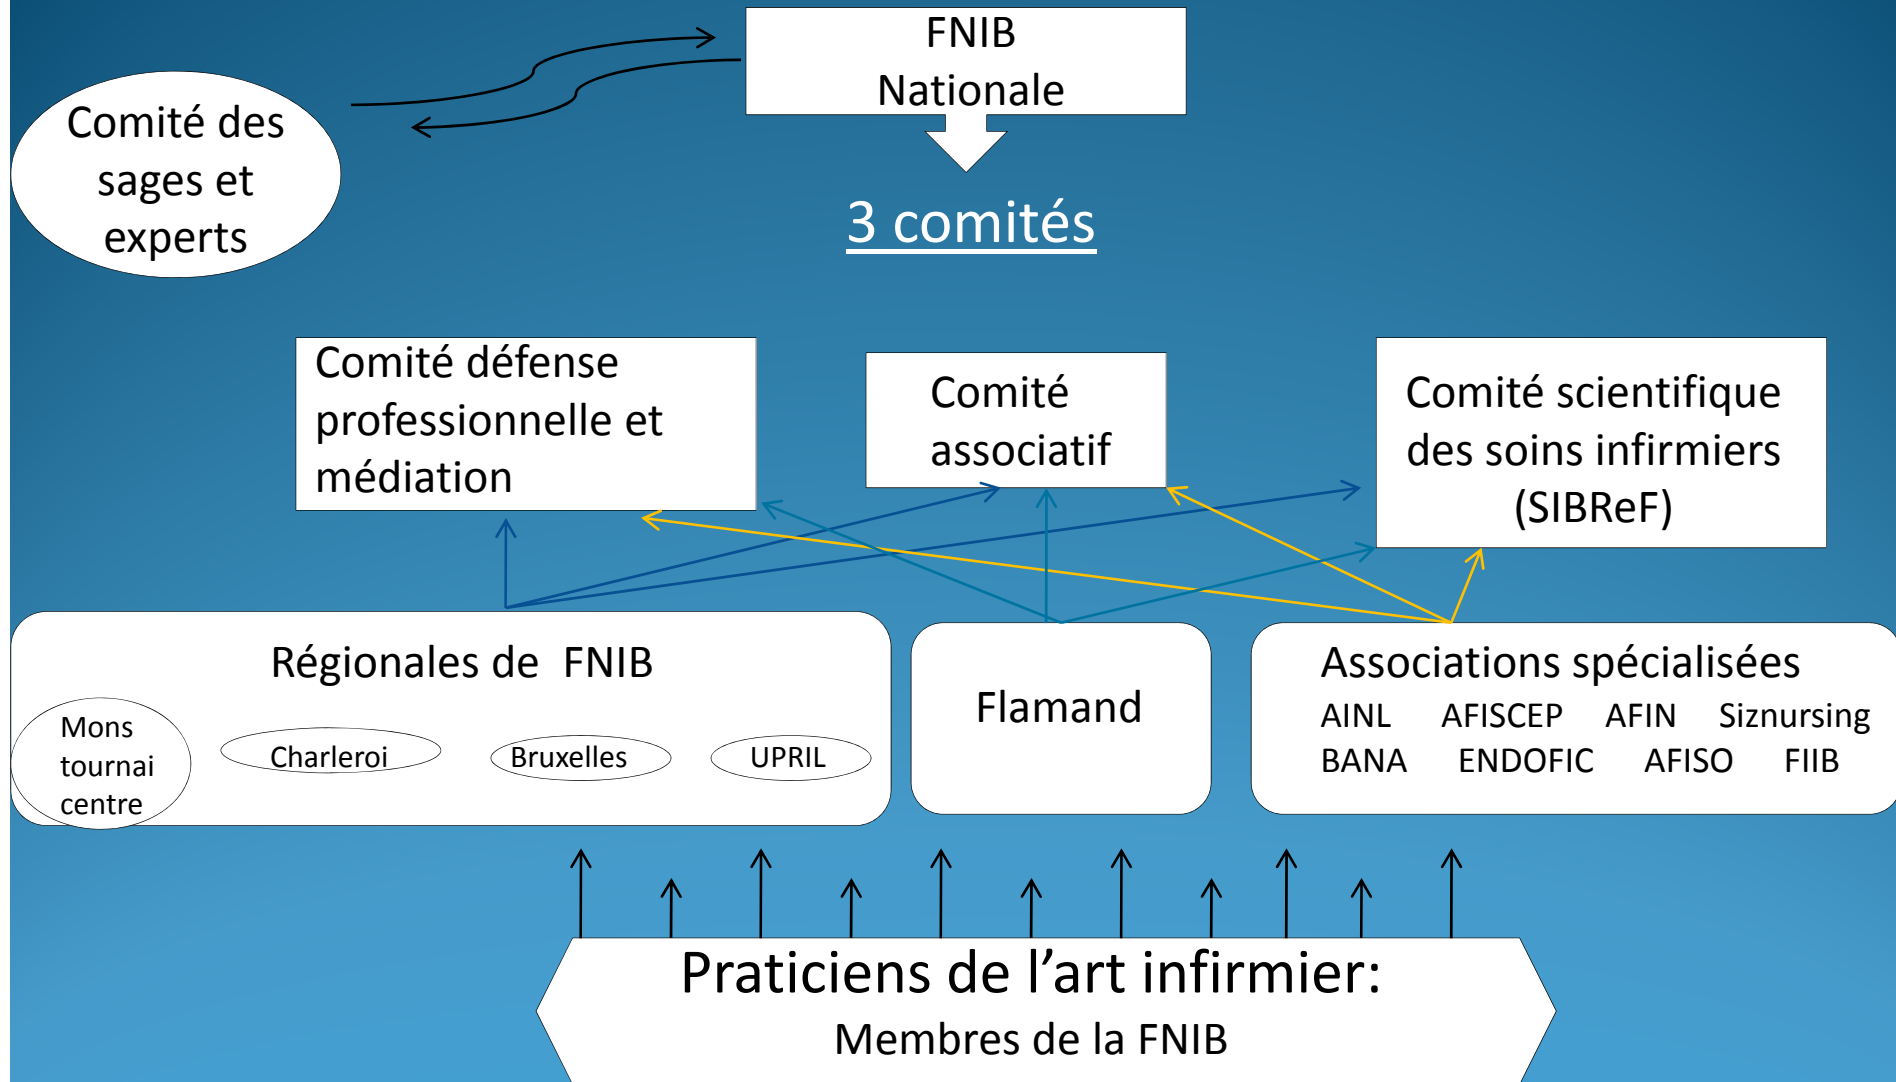 FNIB
Nationale
Comité des
sages et
experts
3 comités
Comité défense
professionnelle et
médiation
Comité
associatif
Comité scientifique
des soins infirmiers
(SIBReF)
Régionales de  FNIB
Mons
tournai
centre
Charleroi
Bruxelles
UPRIL
Flamand
Associations spécialisées
AINL AFISCEP AFIN Siznursing
BANA ENDOFIC AFISO FIIB
Praticiens de l’art infirmier:
Membres de la FNIB